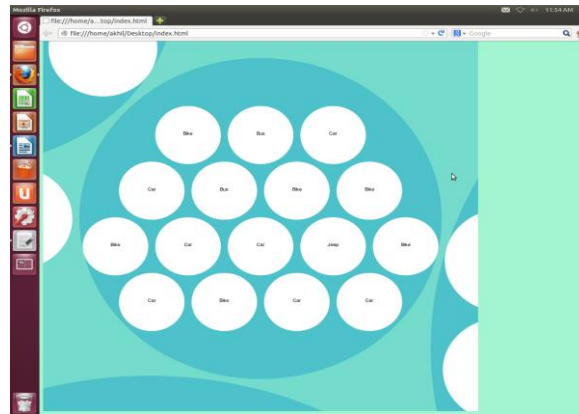 Mozilla Firefox 11:54 AM
file:///home/a...top/index.html
file:///home/akhil/Desktop/index.html Google
Bike Bus Car
Car Bus Bike Bike
Bike Car Car Jeep Bike
Car Bike Car Car